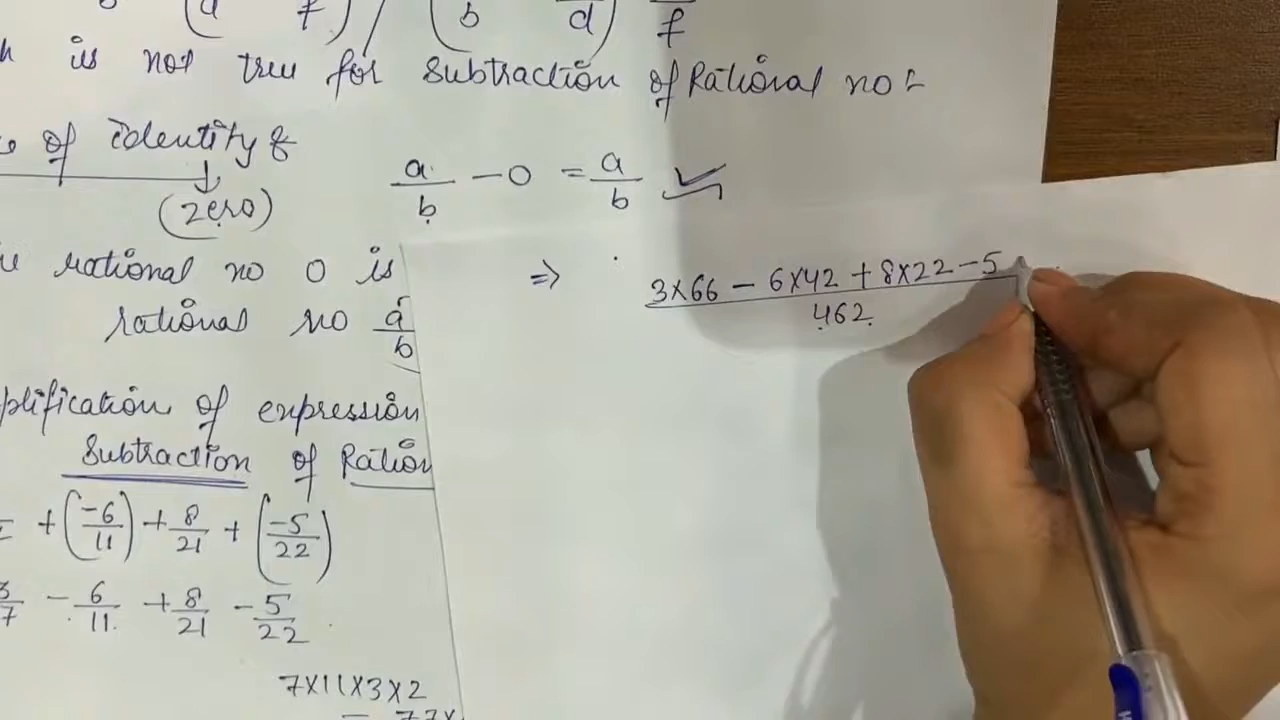 (a f) / (b d) f
is not true for Subtraction of Rational no :-
of identity :-
(zero)
a/b - 0 = a/b
rational no 0 is
rational no a/b
⇒ 3×66 - 6×42 + 8×22 - 5
462
plification of expression
Subtraction of Ration
+ (-6/11) + 8/21 + (-5/22)
3/7 - 6/11 + 8/21 - 5/22
7×11×3×2
= 77×